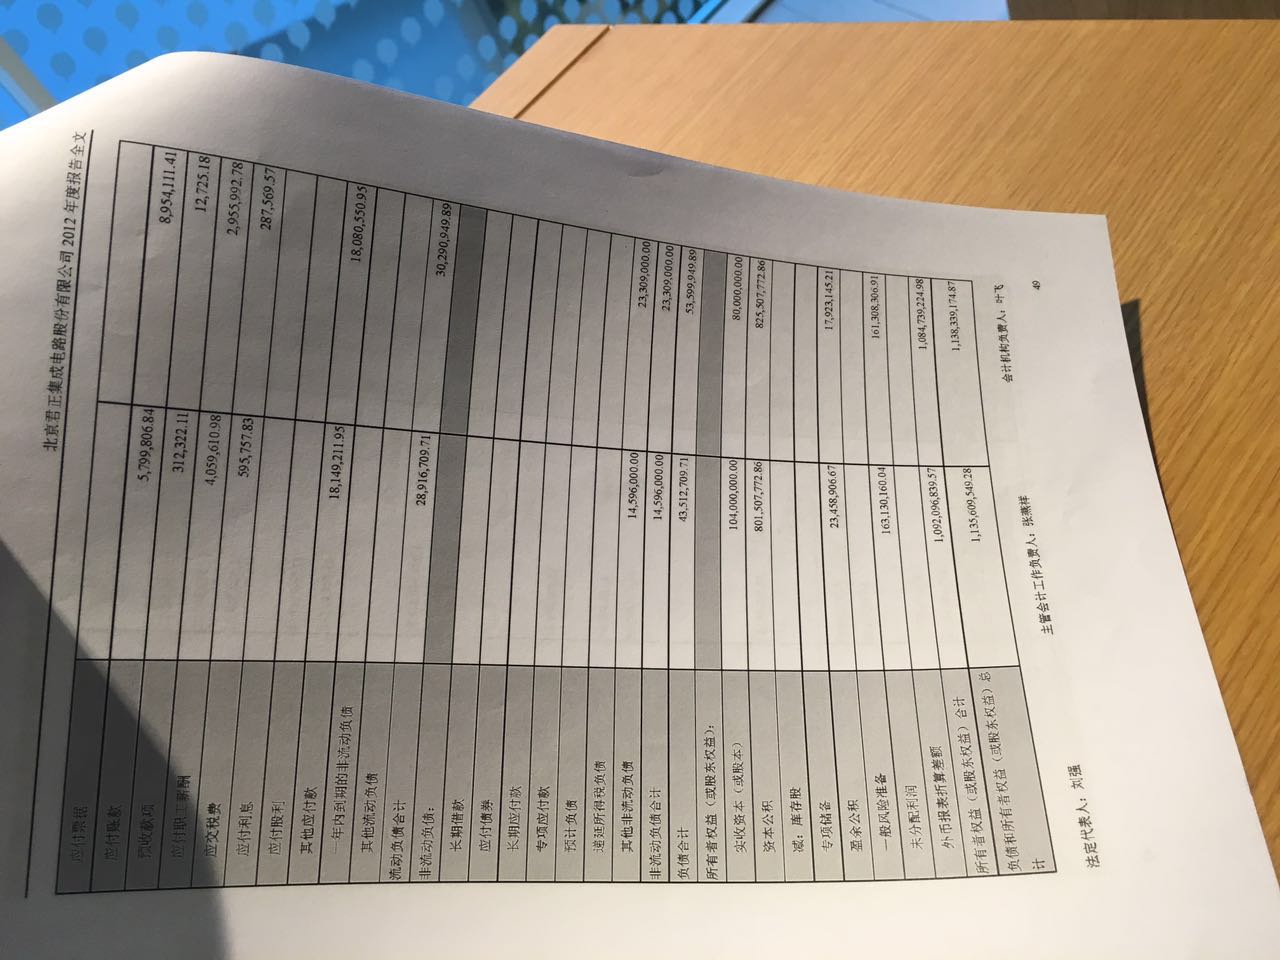 北京君正集成电路股份有限公司 2012 年度报告全文
应付票据
应付账款 5,799,806.84 8,954,111.41
预收款项 312,322.11 12,725.18
应付职工薪酬 4,059,610.98 2,955,992.78
应交税费 595,757.83 287,569.57
应付利息
应付股利
其他应付款 18,149,211.95 18,080,550.95
一年内到期的非流动负债
其他流动负债
流动负债合计 28,916,709.71 30,290,949.89
非流动负债：
长期借款
应付债券
长期应付款
专项应付款
预计负债
递延所得税负债
其他非流动负债 14,596,000.00 23,309,000.00
非流动负债合计 14,596,000.00 23,309,000.00
负债合计 43,512,709.71 53,599,949.89
所有者权益（或股东权益）：
实收资本（或股本） 104,000,000.00 80,000,000.00
资本公积 801,507,772.86 825,507,772.86
减：库存股
专项储备
盈余公积 23,458,906.67 17,923,145.21
一般风险准备
未分配利润 163,130,160.04 161,308,306.91
外币报表折算差额
所有者权益（或股东权益）合计 1,092,096,839.57 1,084,739,224.98
负债和所有者权益（或股东权益）总 1,135,609,549.28 1,138,339,174.87
计
法定代表人：刘强 主管会计工作负责人：张燕祥 会计机构负责人：叶飞
49